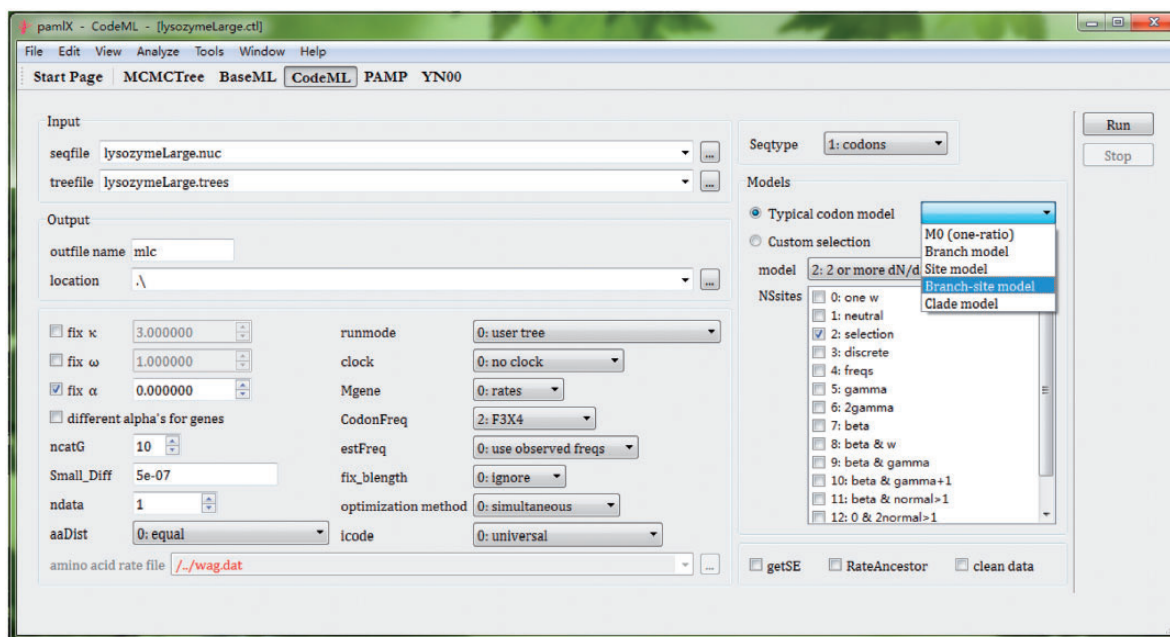 pamlX - CodeML - [lysozymeLarge.ctl]
File Edit View Analyze Tools Window Help
Start Page MCMCTree BaseML CodeML PAMP YN00
Input
seqfile lysozymeLarge.nuc ...
treefile lysozymeLarge.trees ...
Output
outfile name mlc
location .\ ...
fix κ 3.000000
fix ω 1.000000
fix α 0.000000
different alpha's for genes
ncatG 10
Small_Diff 5e-07
ndata 1
aaDist 0: equal
amino acid rate file /../wag.dat ...
runmode 0: user tree
clock 0: no clock
Mgene 0: rates
CodonFreq 2: F3X4
estFreq 0: use observed freqs
fix_blength 0: ignore
optimization method 0: simultaneous
icode 0: universal
Seqtype 1: codons
Models
Typical codon model
Custom selection
M0 (one-ratio)
Branch model
Site model
Branch-site model
Clade model
model 2: 2 or more dN/d
NSsites
0: one w
1: neutral
2: selection
3: discrete
4: freqs
5: gamma
6: 2gamma
7: beta
8: beta & w
9: beta & gamma
10: beta & gamma+1
11: beta & normal>1
12: 0 & 2normal>1
getSE RateAncestor clean data
Run
Stop